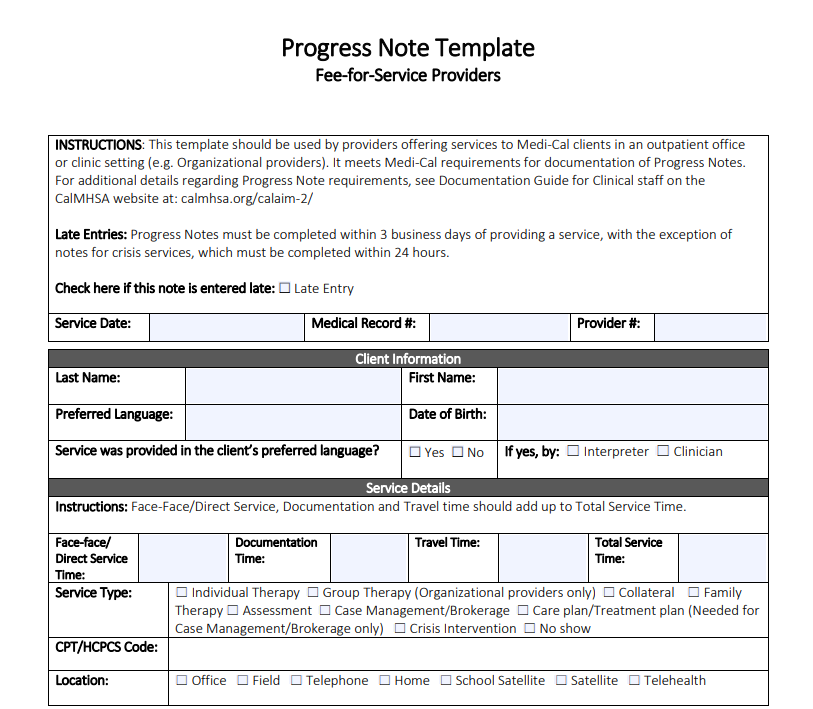 Progress Note Template
Fee-for-Service Providers
INSTRUCTIONS: This template should be used by providers offering services to Medi-Cal clients in an outpatient office
or clinic setting (e.g. Organizational providers). It meets Medi-Cal requirements for documentation of Progress Notes.
For additional details regarding Progress Note requirements, see Documentation Guide for Clinical staff on the
CalMHSA website at: calmhsa.org/calaim-2/
Late Entries: Progress Notes must be completed within 3 business days of providing a service, with the exception of
notes for crisis services, which must be completed within 24 hours.
Check here if this note is entered late: ☐ Late Entry
Service Date: Medical Record #: Provider #:
Client Information
Last Name: First Name:
Preferred Language: Date of Birth:
Service was provided in the client's preferred language? ☐ Yes ☐ No If yes, by: ☐ Interpreter ☐ Clinician
Service Details
Instructions: Face-Face/Direct Service, Documentation and Travel time should add up to Total Service Time.
Face-face/
Direct Service
Time:
Documentation
Time:
Travel Time:
Total Service
Time:
Service Type: ☐ Individual Therapy ☐ Group Therapy (Organizational providers only) ☐ Collateral ☐ Family
Therapy ☐ Assessment ☐ Case Management/Brokerage ☐ Care plan/Treatment plan (Needed for
Case Management/Brokerage only) ☐ Crisis Intervention ☐ No show
CPT/HCPCS Code:
Location: ☐ Office ☐ Field ☐ Telephone ☐ Home ☐ School Satellite ☐ Satellite ☐ Telehealth